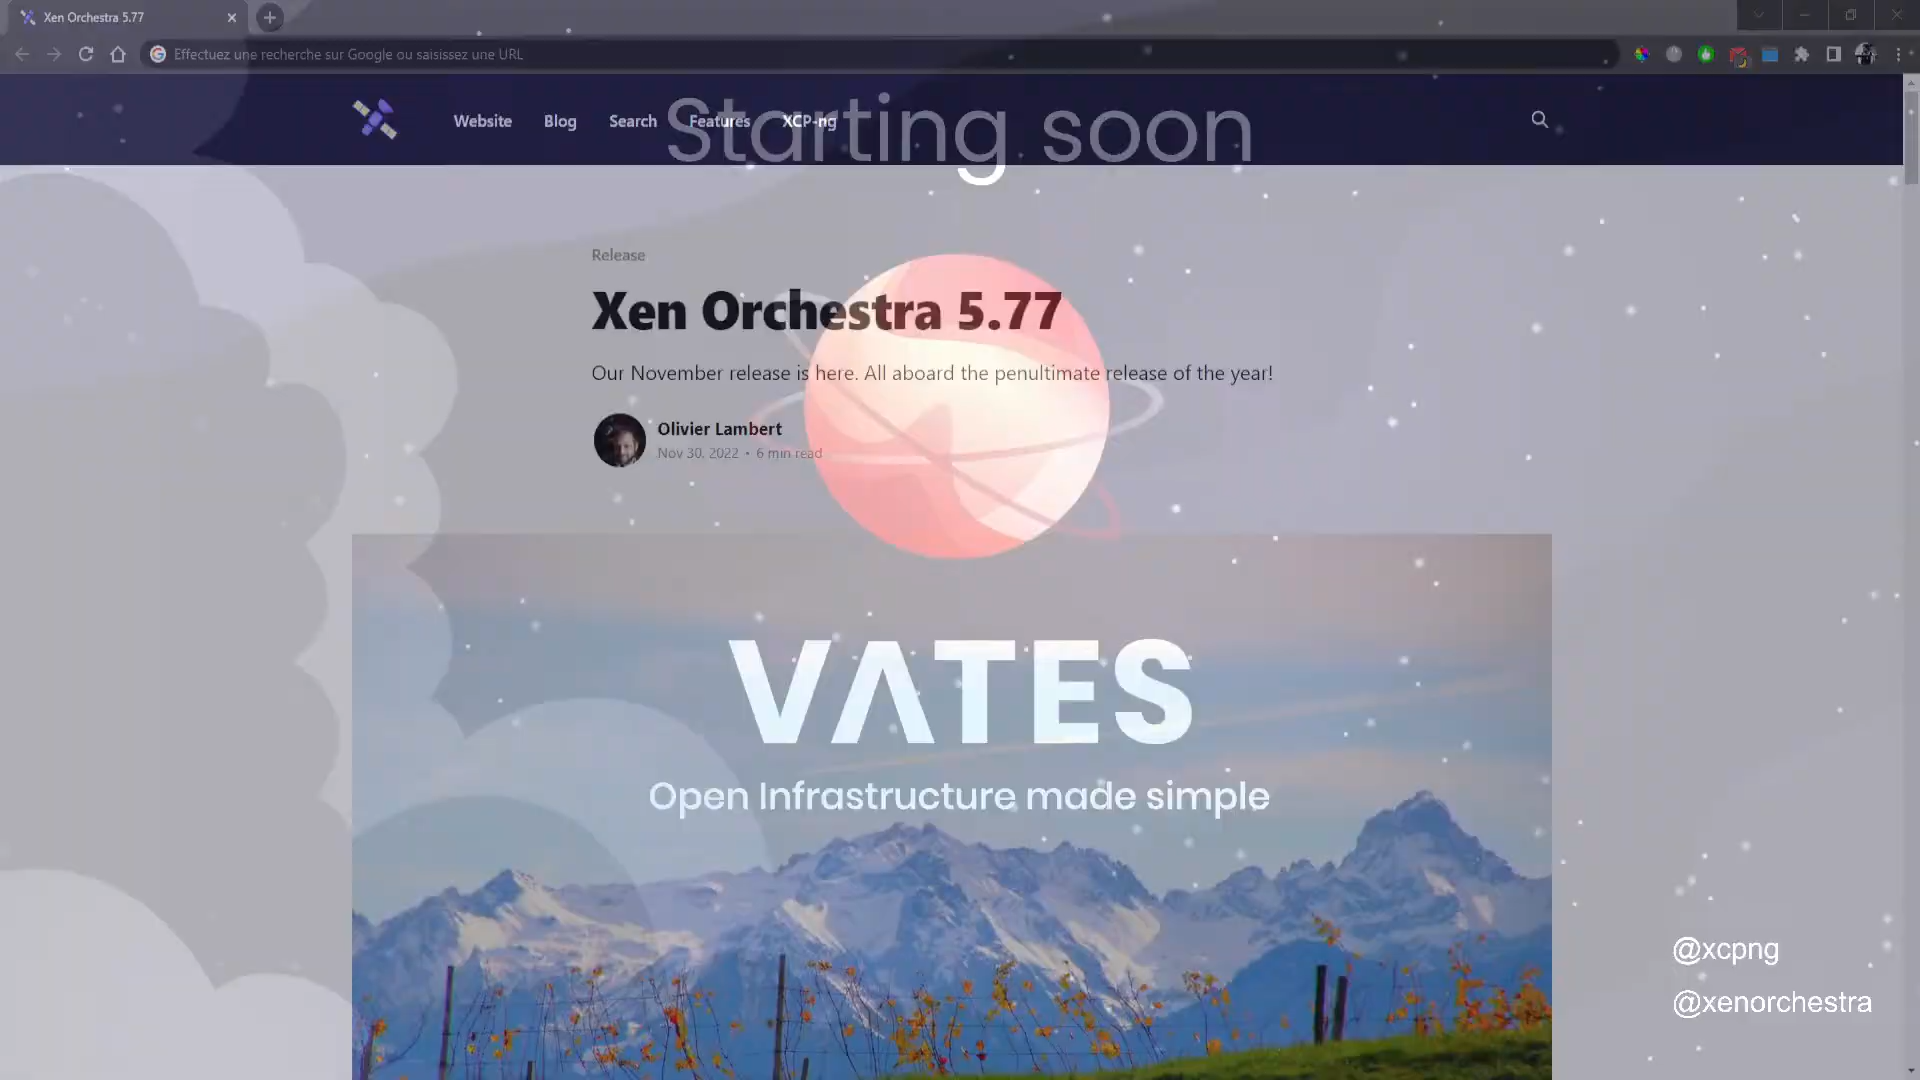 Xen Orchestra 5.77
Effectuez une recherche sur Google ou saisissez une URL
Website
Blog
Search
Features
XCP-ng
Starting soon
Release
Xen Orchestra 5.77
Our November release is here. All aboard the penultimate release of the year!
Olivier Lambert
Nov 30, 2022 • 6 min read
VATES
Open Infrastructure made simple
@xcpng
@xenorchestra